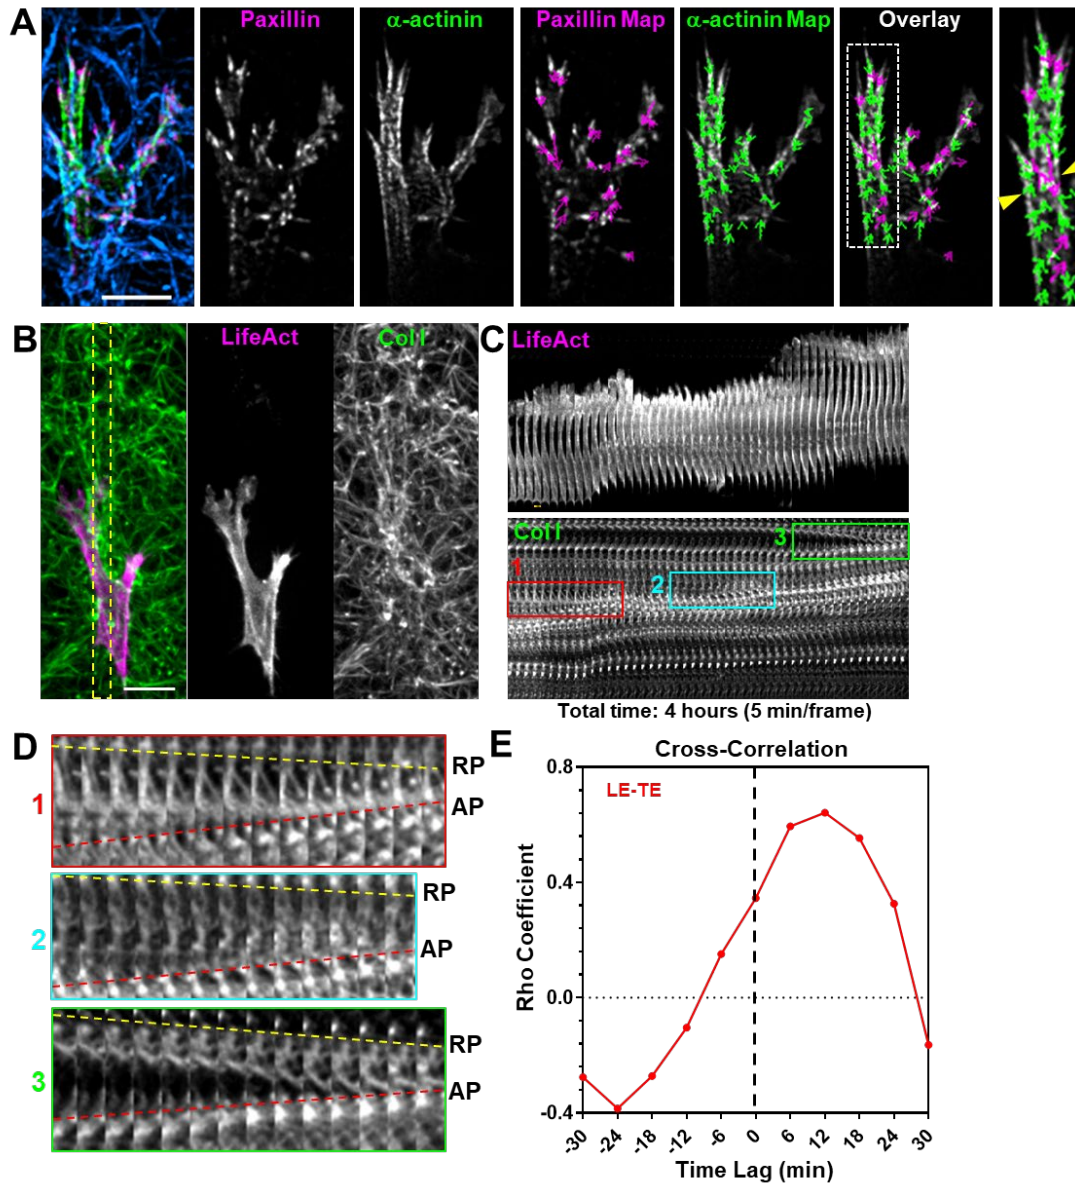 A
Paxillin
α-actinin
Paxillin Map
α-actinin Map
Overlay
B
LifeAct
Col I
C
LifeAct
Col I
1
2
3
Total time: 4 hours (5 min/frame)
D
1
RP
AP
2
RP
AP
3
RP
AP
E
Cross-Correlation
LE-TE
Rho Coefficient
0.8
0.4
0.0
-0.4
-30
-24
-18
-12
-6
0
6
12
18
24
30
Time Lag (min)